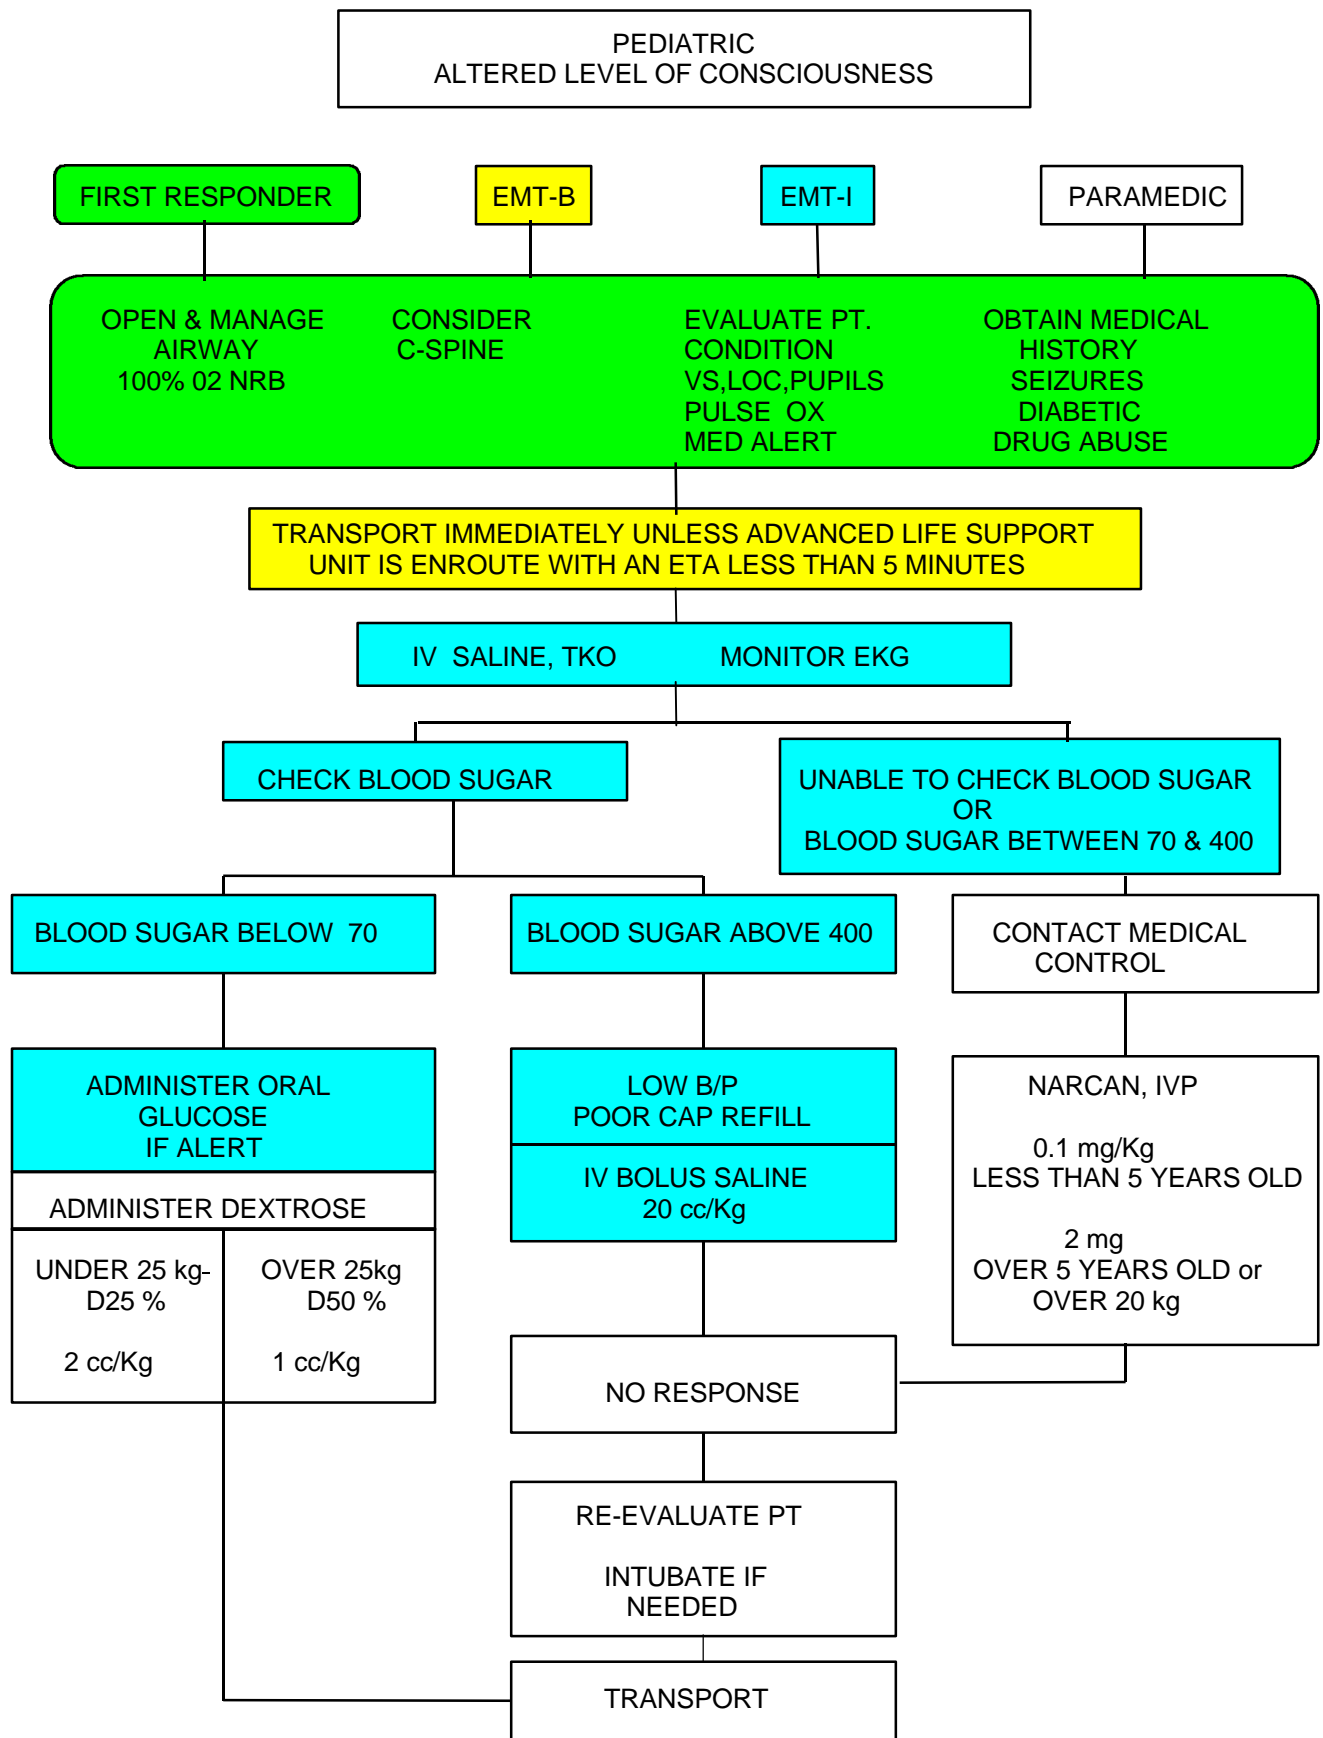 PEDIATRIC
ALTERED LEVEL OF CONSCIOUSNESS
FIRST RESPONDER
EMT-B
EMT-I
PARAMEDIC
OPEN & MANAGE
AIRWAY
100% 02 NRB
CONSIDER
C-SPINE
EVALUATE PT.
CONDITION
VS,LOC,PUPILS
PULSE OX
MED ALERT
OBTAIN MEDICAL
HISTORY
SEIZURES
DIABETIC
DRUG ABUSE
TRANSPORT IMMEDIATELY UNLESS ADVANCED LIFE SUPPORT
UNIT IS ENROUTE WITH AN ETA LESS THAN 5 MINUTES
IV SALINE, TKO MONITOR EKG
CHECK BLOOD SUGAR
UNABLE TO CHECK BLOOD SUGAR
OR
BLOOD SUGAR BETWEEN 70 & 400
BLOOD SUGAR BELOW 70
BLOOD SUGAR ABOVE 400
CONTACT MEDICAL
CONTROL
ADMINISTER ORAL
GLUCOSE
IF ALERT
ADMINISTER DEXTROSE
UNDER 25 kg-
D25 %
2 cc/Kg
OVER 25kg
D50 %
1 cc/Kg
LOW B/P
POOR CAP REFILL
IV BOLUS SALINE
20 cc/Kg
NARCAN, IVP
0.1 mg/Kg
LESS THAN 5 YEARS OLD
2 mg
OVER 5 YEARS OLD or
OVER 20 kg
NO RESPONSE
RE-EVALUATE PT
INTUBATE IF
NEEDED
TRANSPORT